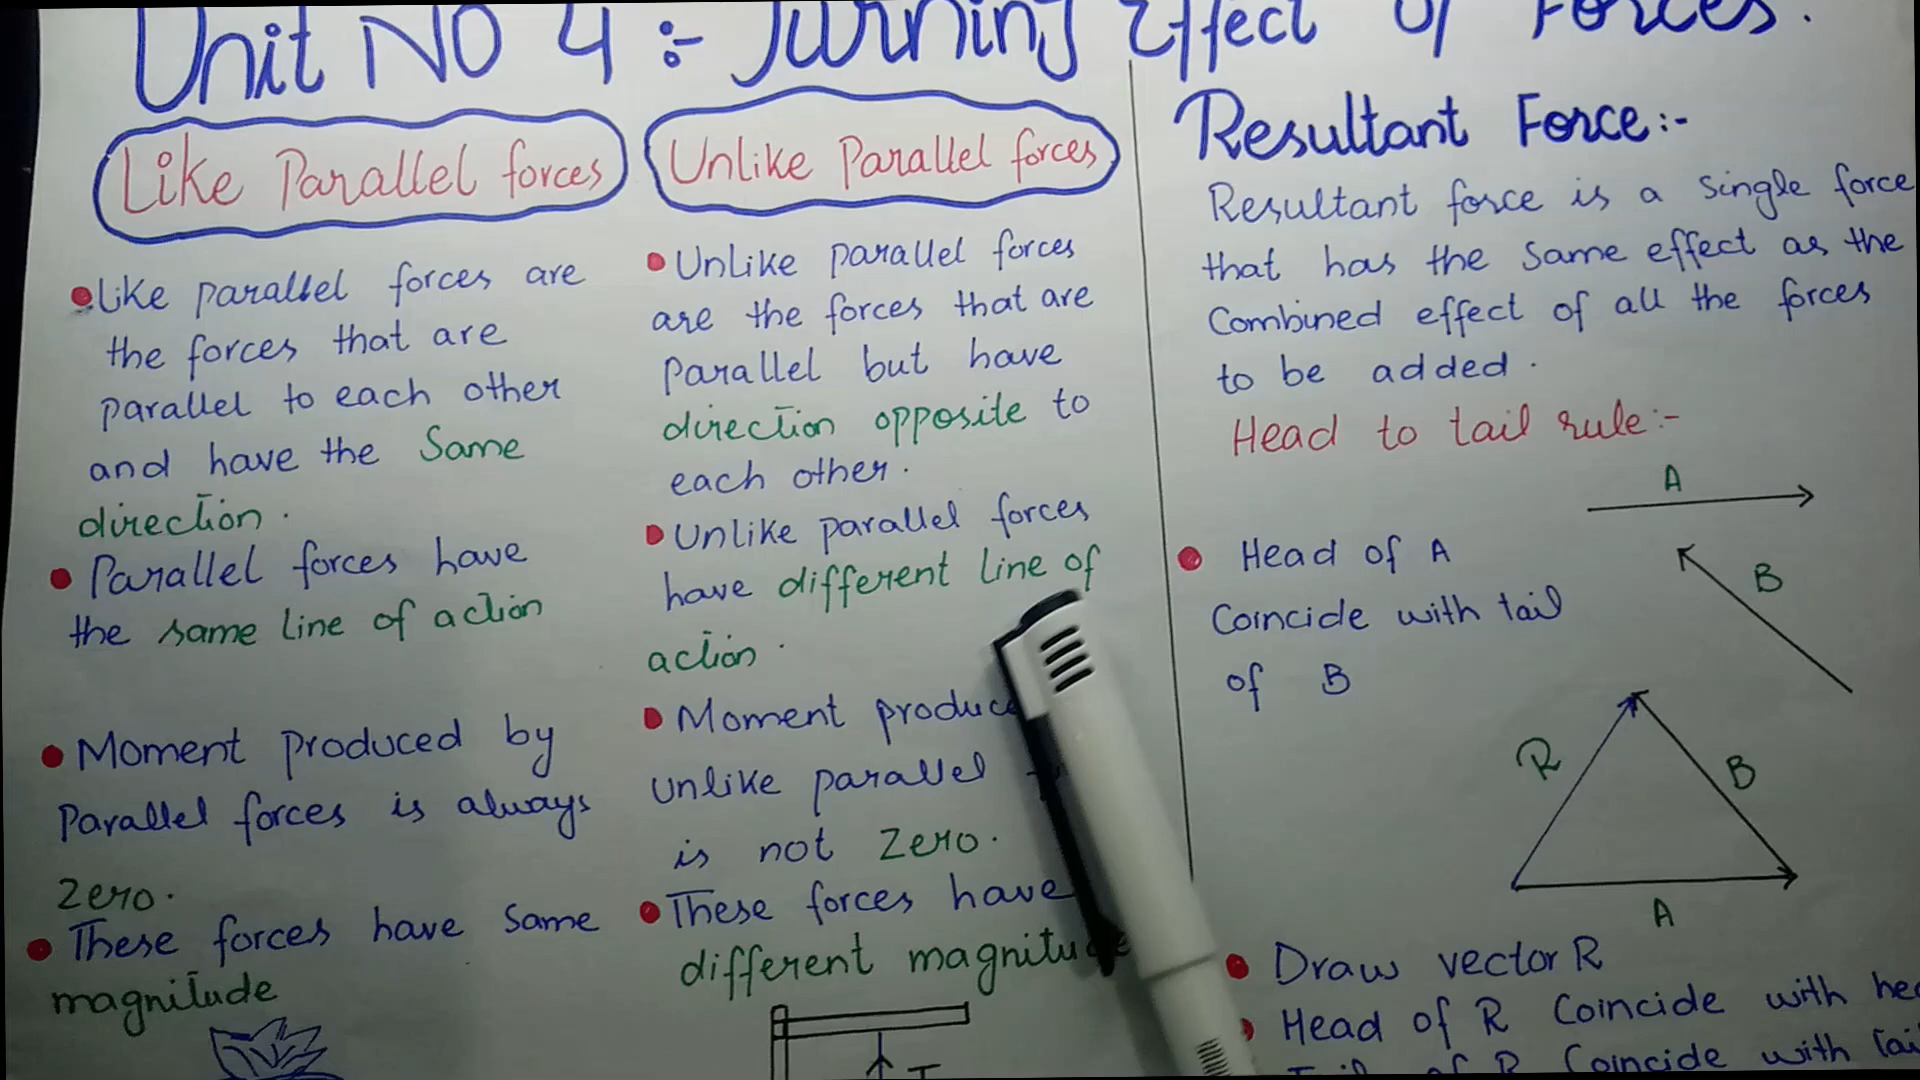 Unit No 4 :- Turning Effect Of Forces.
Like Parallel forces
•Like parallel forces are
the forces that are
parallel to each other
and have the Same
direction.
• Parallel forces have
the same line of action
• Moment produced by
Parallel forces is always
zero.
• These forces have same
magnitude
Unlike Parallel forces
•Unlike parallel forces
are the forces that are
parallel but have
direction opposite to
each other.
• Unlike parallel forces
have different line of
action.
• Moment
unlike parallel
is not zero.
• These forces have
different magnitude
T
Resultant Force:-
Resultant force is a single force
that has the same effect as the
Combined effect of all the forces
to be added.
Head to tail rule:-
A
• Head of A
Coincide with tail
of B
B
R
B
A
• Draw vector R
• Head of R Coincide with
of R Coincide with